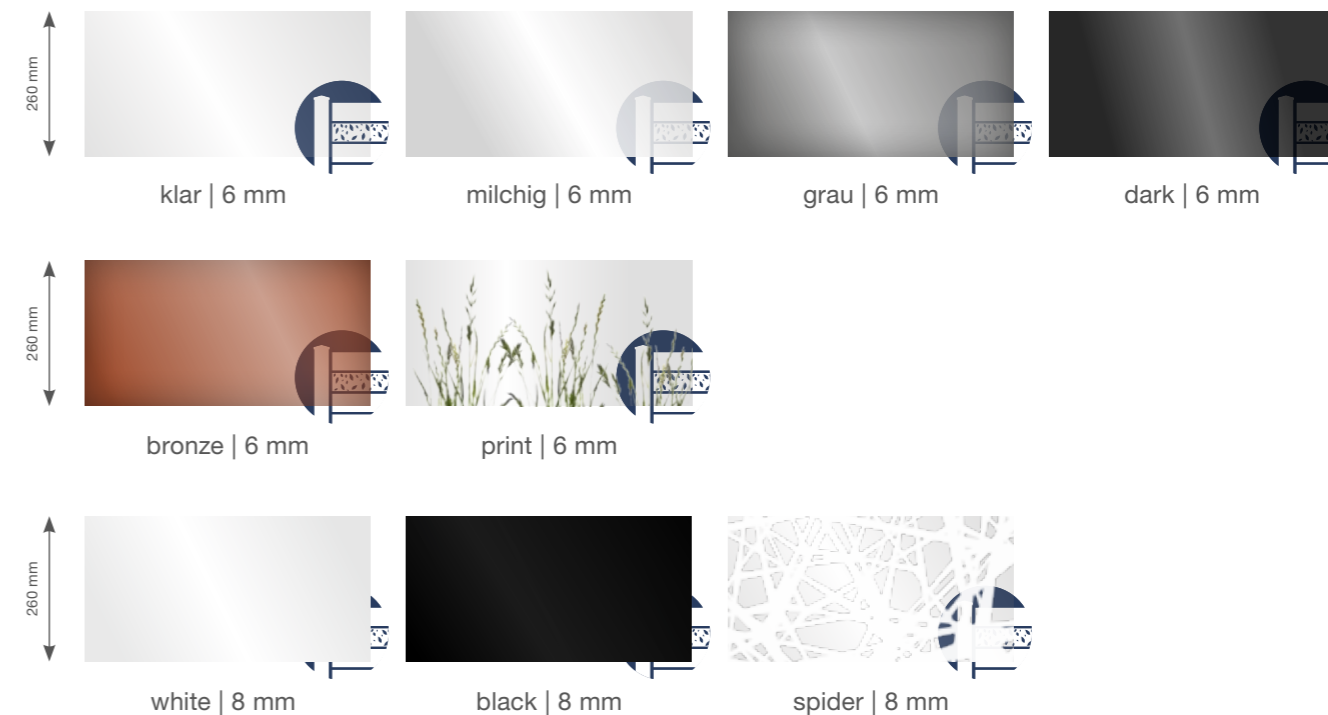 260 mm
klar | 6 mm
milchig | 6 mm
grau | 6 mm
dark | 6 mm
260 mm
bronze | 6 mm
print | 6 mm
260 mm
white | 8 mm
black | 8 mm
spider | 8 mm